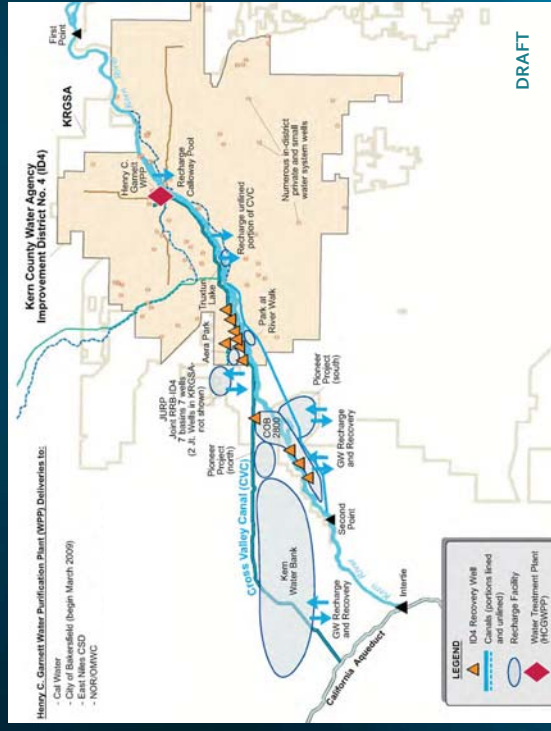 Kern County Water Agency
Improvement District No. 4 (ID4)
Henry C. Garnett Water Purification Plant (WPP) Deliveries to:
- Cal Water
- City of Bakersfield (begin March 2009)
- East Niles CSD
- NOR/OMWC
First
Point
KRGSA
Kern River
Henry C.
Garnett
WPP
Recharge
Calloway Pool
Numerous in-district
private and small
water system wells
Recharge unlined
portion of CVC
Truxtun
Lake
Aera Park
Park at
River Walk
JURP
Joint RRB-ID4
7 basins 7 wells
(2 Jt. Wells in KRGSA-
not shown)
Pioneer
Project
(north)
COB
2800
Pioneer
Project
(south)
GW Recharge
and Recovery
Cross Valley Canal (CVC)
Kern
Water Bank
Second
Point
GW Recharge
and Recovery
Kern River
Intertie
California Aqueduct
LEGEND
ID4 Recovery Well
Canals (portions lined
and unlined)
Recharge Facility
Water Treatment Plant
(HCGWPP)
DRAFT